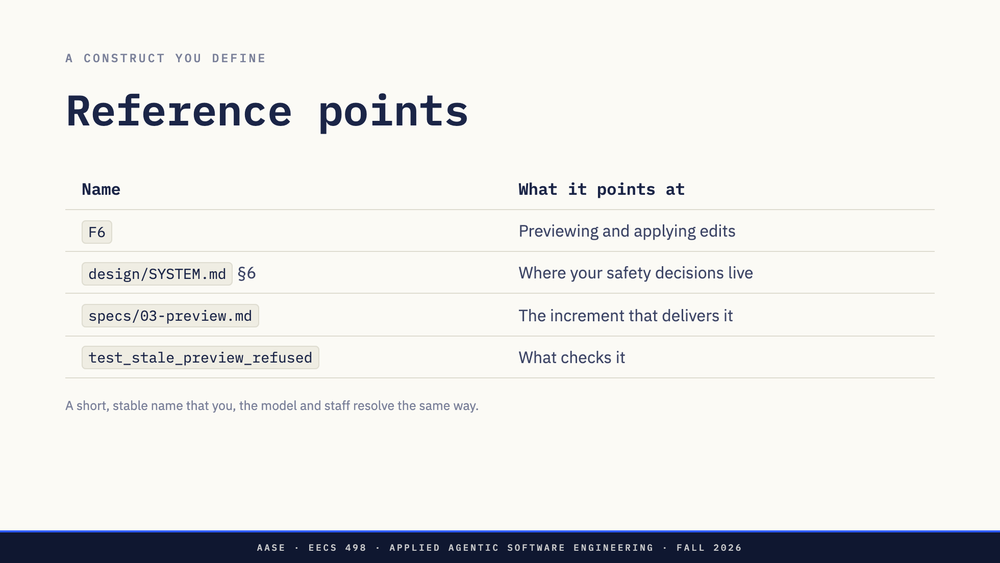 A CONSTRUCT YOU DEFINE
Reference points
Name What it points at
F6 Previewing and applying edits
design/SYSTEM.md §6 Where your safety decisions live
specs/03-preview.md The increment that delivers it
test_stale_preview_refused What checks it
A short, stable name that you, the model and staff resolve the same way.
AASE · EECS 498 · APPLIED AGENTIC SOFTWARE ENGINEERING · FALL 2026